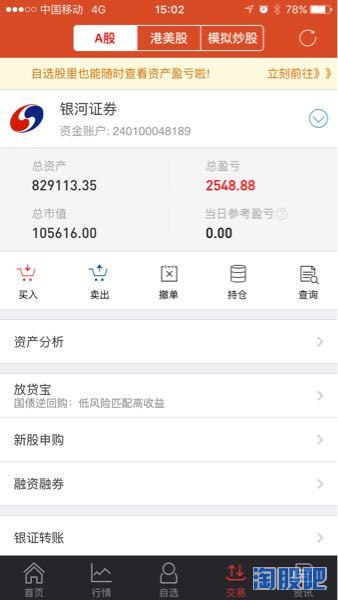 中国移动 4G 15:02 78%
A股 港美股 模拟炒股
自选股里也能随时查看资产盈亏啦! 立刻前往》》
银河证券
资金账户: 240100048189
总资产 总盈亏
829113.35 2548.88
总市值 当日参考盈亏?
105616.00 0.00
买入 卖出 撤单 持仓 查询
资产分析
放贷宝
国债逆回购：低风险匹配高收益
新股申购
融资融券
银证转账
首页 行情 自选 交易 资讯
淘股吧